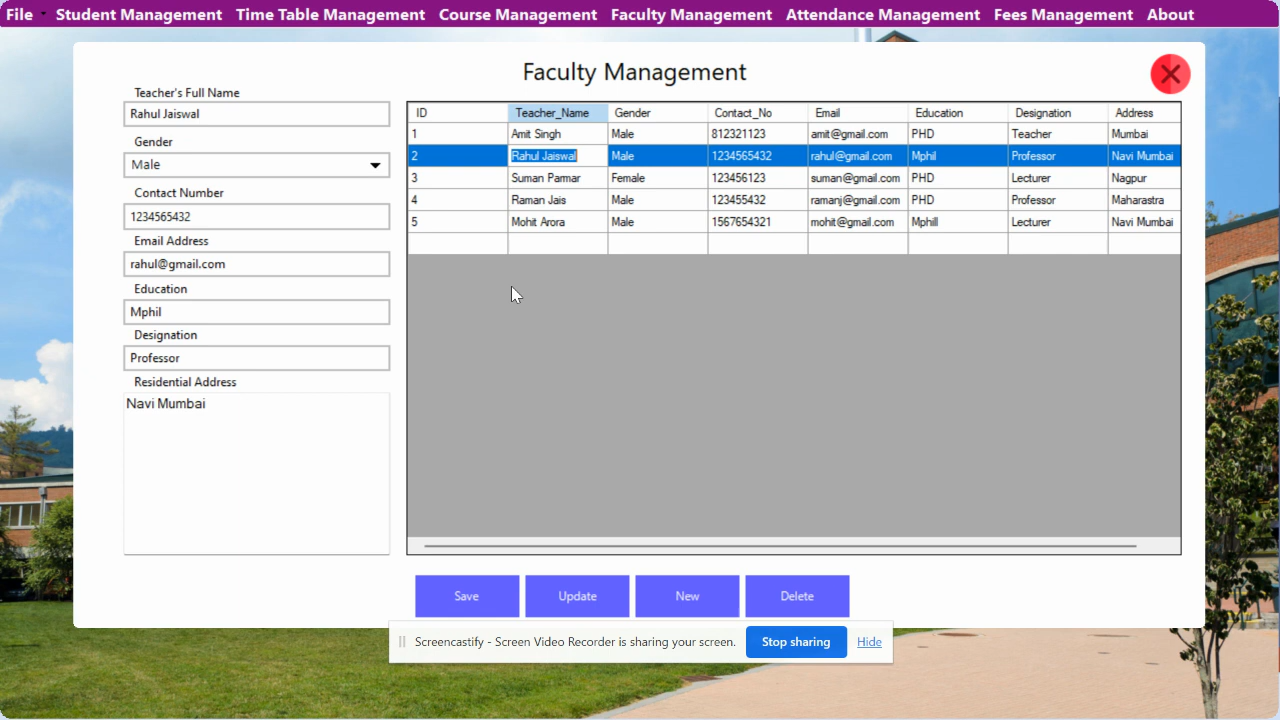 File Student Management Time Table Management Course Management Faculty Management Attendance Management Fees Management About
Faculty Management
Teacher's Full Name
Rahul Jaiswal
Gender
Male
Contact Number
1234565432
Email Address
rahul@gmail.com
Education
Mphil
Designation
Professor
Residential Address
Navi Mumbai
ID Teacher_Name Gender Contact_No Email Education Designation Address
1 Amit Singh Male 812321123 amit@gmail.com PHD Teacher Mumbai
2 Rahul Jaiswal Male 1234565432 rahul@gmail.com Mphil Professor Navi Mumbai
3 Suman Parmar Female 123456123 suman@gmail.com PHD Lecturer Nagpur
4 Raman Jais Male 123455432 ramanj@gmail.com PHD Professor Maharastra
5 Mohit Arora Male 1567654321 mohit@gmail.com Mphill Lecturer Navi Mumbai
Save Update New Delete
Screencastify - Screen Video Recorder is sharing your screen. Stop sharing Hide